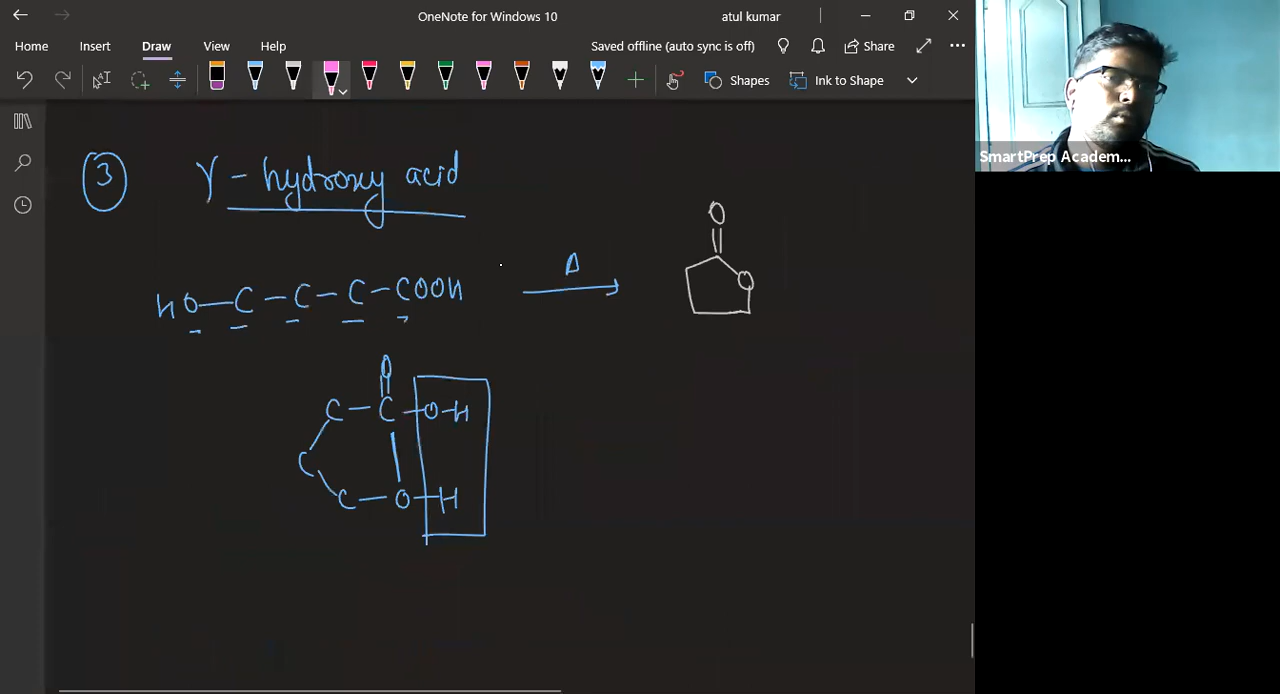 OneNote for Windows 10
atul kumar
Home Insert Draw View Help
Saved offline (auto sync is off)
Share
Shapes
Ink to Shape
SmartPrep Academ...
3 γ - hydroxy acid
O
HO-C-C-C-COOH Δ
O
O
C-C-O-H
C
C-O-H